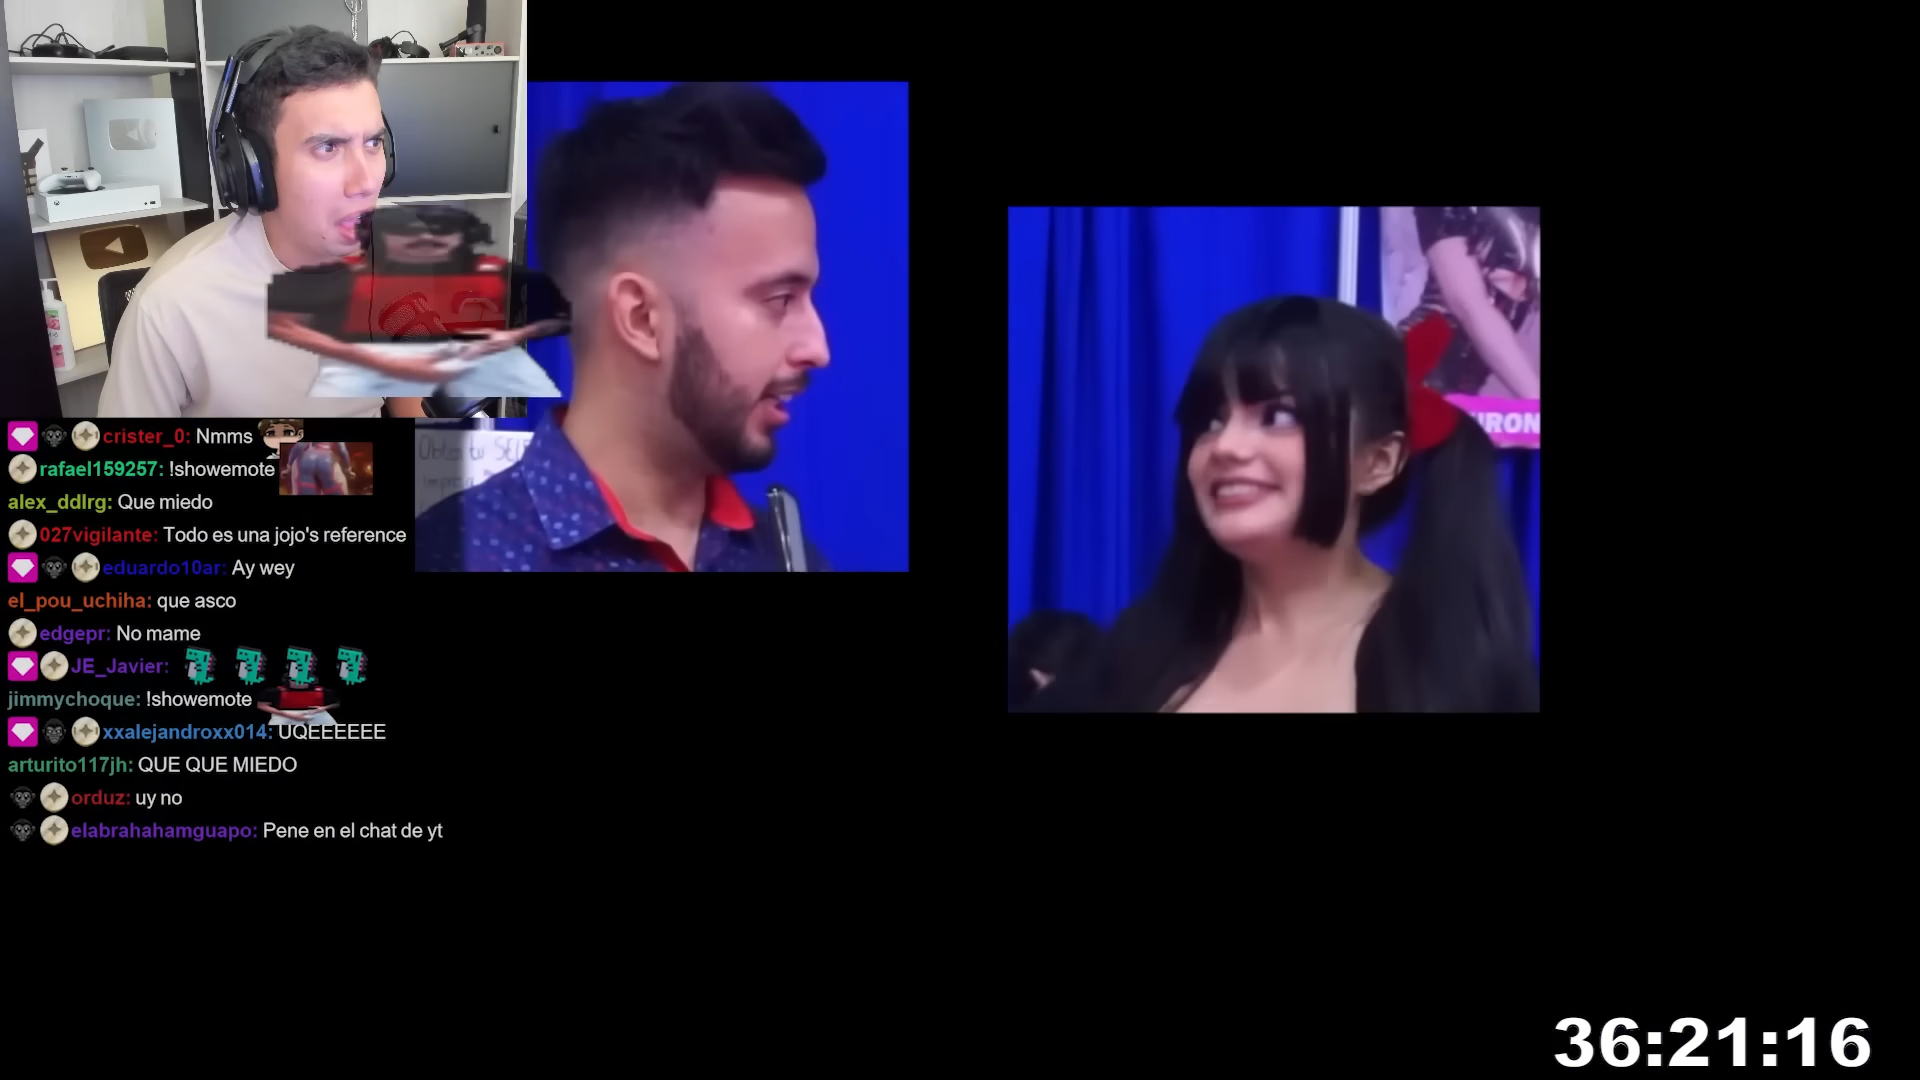 crister_0: Nmms
rafael159257: !showemote
alex_ddlrg: Que miedo
027vigilante: Todo es una jojo's reference
eduardo10ar: Ay wey
el_pou_uchiha: que asco
edgepr: No mame
JE_Javier:
jimmychoque: !showemote
xxalejandroxx014: UQEEEEEE
arturito117jh: QUE QUE MIEDO
orduz: uy no
elabrahahamguapo: Pene en el chat de yt
IRON
36:21:16